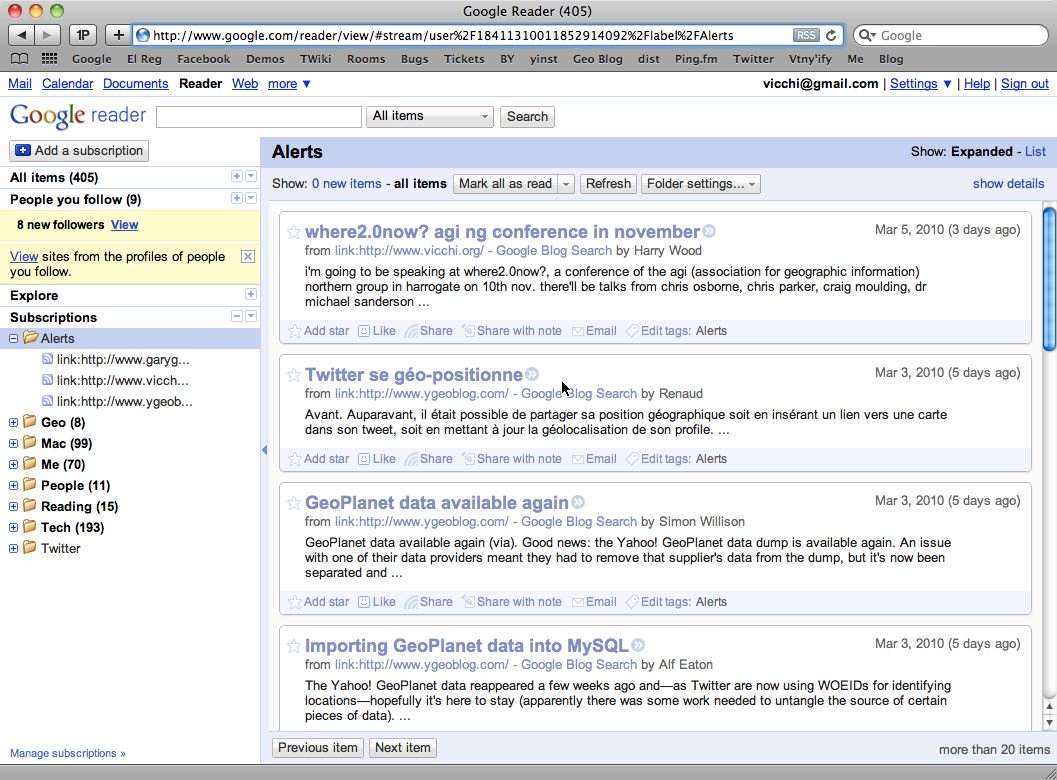 Google Reader (405)
1P
http://www.google.com/reader/view/#stream/user%2F18411310011852914092%2Flabel%2FAlerts
RSS
Google
Google El Reg Facebook Demos TWiki Rooms Bugs Tickets BY yinst Geo Blog dist Ping.fm Twitter Vtny'ify Me Blog
Mail Calendar Documents Reader Web more ▼
vicchi@gmail.com | Settings ▼ | Help | Sign out
Google reader
All items
Search
Add a subscription
All items (405)
People you follow (9)
8 new followers View
View sites from the profiles of people
you follow.
Explore
Subscriptions
Alerts
link:http://www.garyg...
link:http://www.vicch...
link:http://www.ygeob...
Geo (8)
Mac (99)
Me (70)
People (11)
Reading (15)
Tech (193)
Twitter
Manage subscriptions »
Alerts
Show: Expanded - List
Show: 0 new items - all items
Mark all as read
Refresh
Folder settings...
show details
where2.0now? agi ng conference in november
Mar 5, 2010 (3 days ago)
from link:http://www.vicchi.org/ - Google Blog Search by Harry Wood
i'm going to be speaking at where2.0now?, a conference of the agi (association for geographic information)
northern group in harrogate on 10th nov. there'll be talks from chris osborne, chris parker, craig moulding, dr
michael sanderson ...
Add star Like Share Share with note Email Edit tags: Alerts
Twitter se géo-positionne
Mar 3, 2010 (5 days ago)
from link:http://www.ygeoblog.com/ - Google Blog Search by Renaud
Avant. Auparavant, il était possible de partager sa position géographique soit en insérant un lien vers une carte
dans son tweet, soit en mettant à jour la géolocalisation de son profile. ...
Add star Like Share Share with note Email Edit tags: Alerts
GeoPlanet data available again
Mar 3, 2010 (5 days ago)
from link:http://www.ygeoblog.com/ - Google Blog Search by Simon Willison
GeoPlanet data available again (via). Good news: the Yahoo! GeoPlanet data dump is available again. An issue
with one of their data providers meant they had to remove that supplier's data from the dump, but it's now been
separated and ...
Add star Like Share Share with note Email Edit tags: Alerts
Importing GeoPlanet data into MySQL
Mar 3, 2010 (5 days ago)
from link:http://www.ygeoblog.com/ - Google Blog Search by Alf Eaton
The Yahoo! GeoPlanet data reappeared a few weeks ago and—as Twitter are now using WOEIDs for identifying
locations—hopefully it's here to stay (apparently there was some work needed to untangle the source of certain
pieces of data). ...
Previous item
Next item
more than 20 items